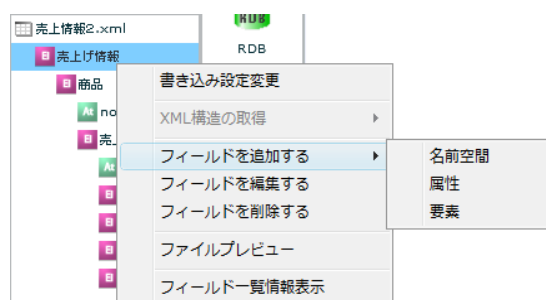 売上情報2.xml
RDB
RDB
売上げ情報
商品
書き込み設定変更
At no
XML構造の取得
B 売
フィールドを追加する
名前空間
At
フィールドを編集する
属性
B
フィールドを削除する
要素
B
B
ファイルプレビュー
B
フィールド一覧情報表示